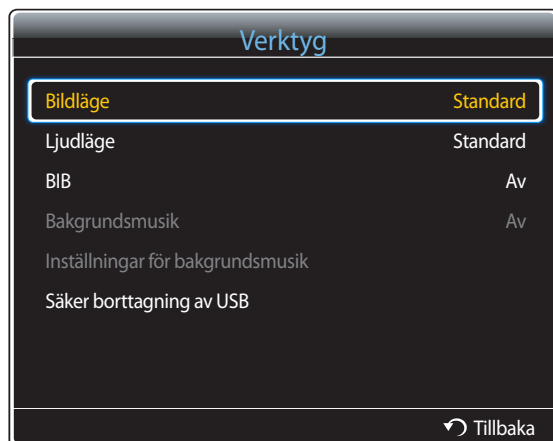 Verktyg
Bildläge Standard
Ljudläge Standard
BIB Av
Bakgrundsmusik Av
Inställningar för bakgrundsmusik
Säker borttagning av USB
Tillbaka